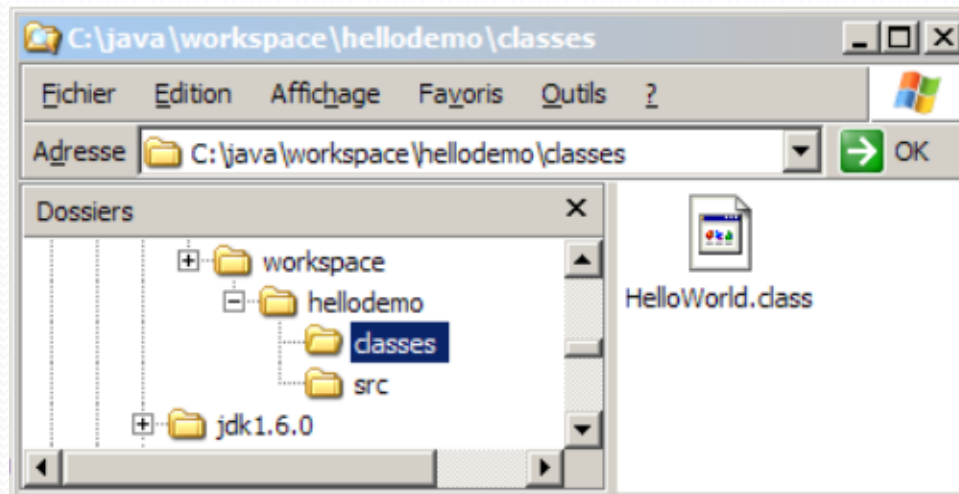 C:\java\workspace\hellodemo\classes
Fichier Edition Affichage Favoris Outils ?
Adresse C:\java\workspace\hellodemo\classes OK
Dossiers
workspace
HelloWorld.class
hellodemo
classes
src
jdk1.6.0